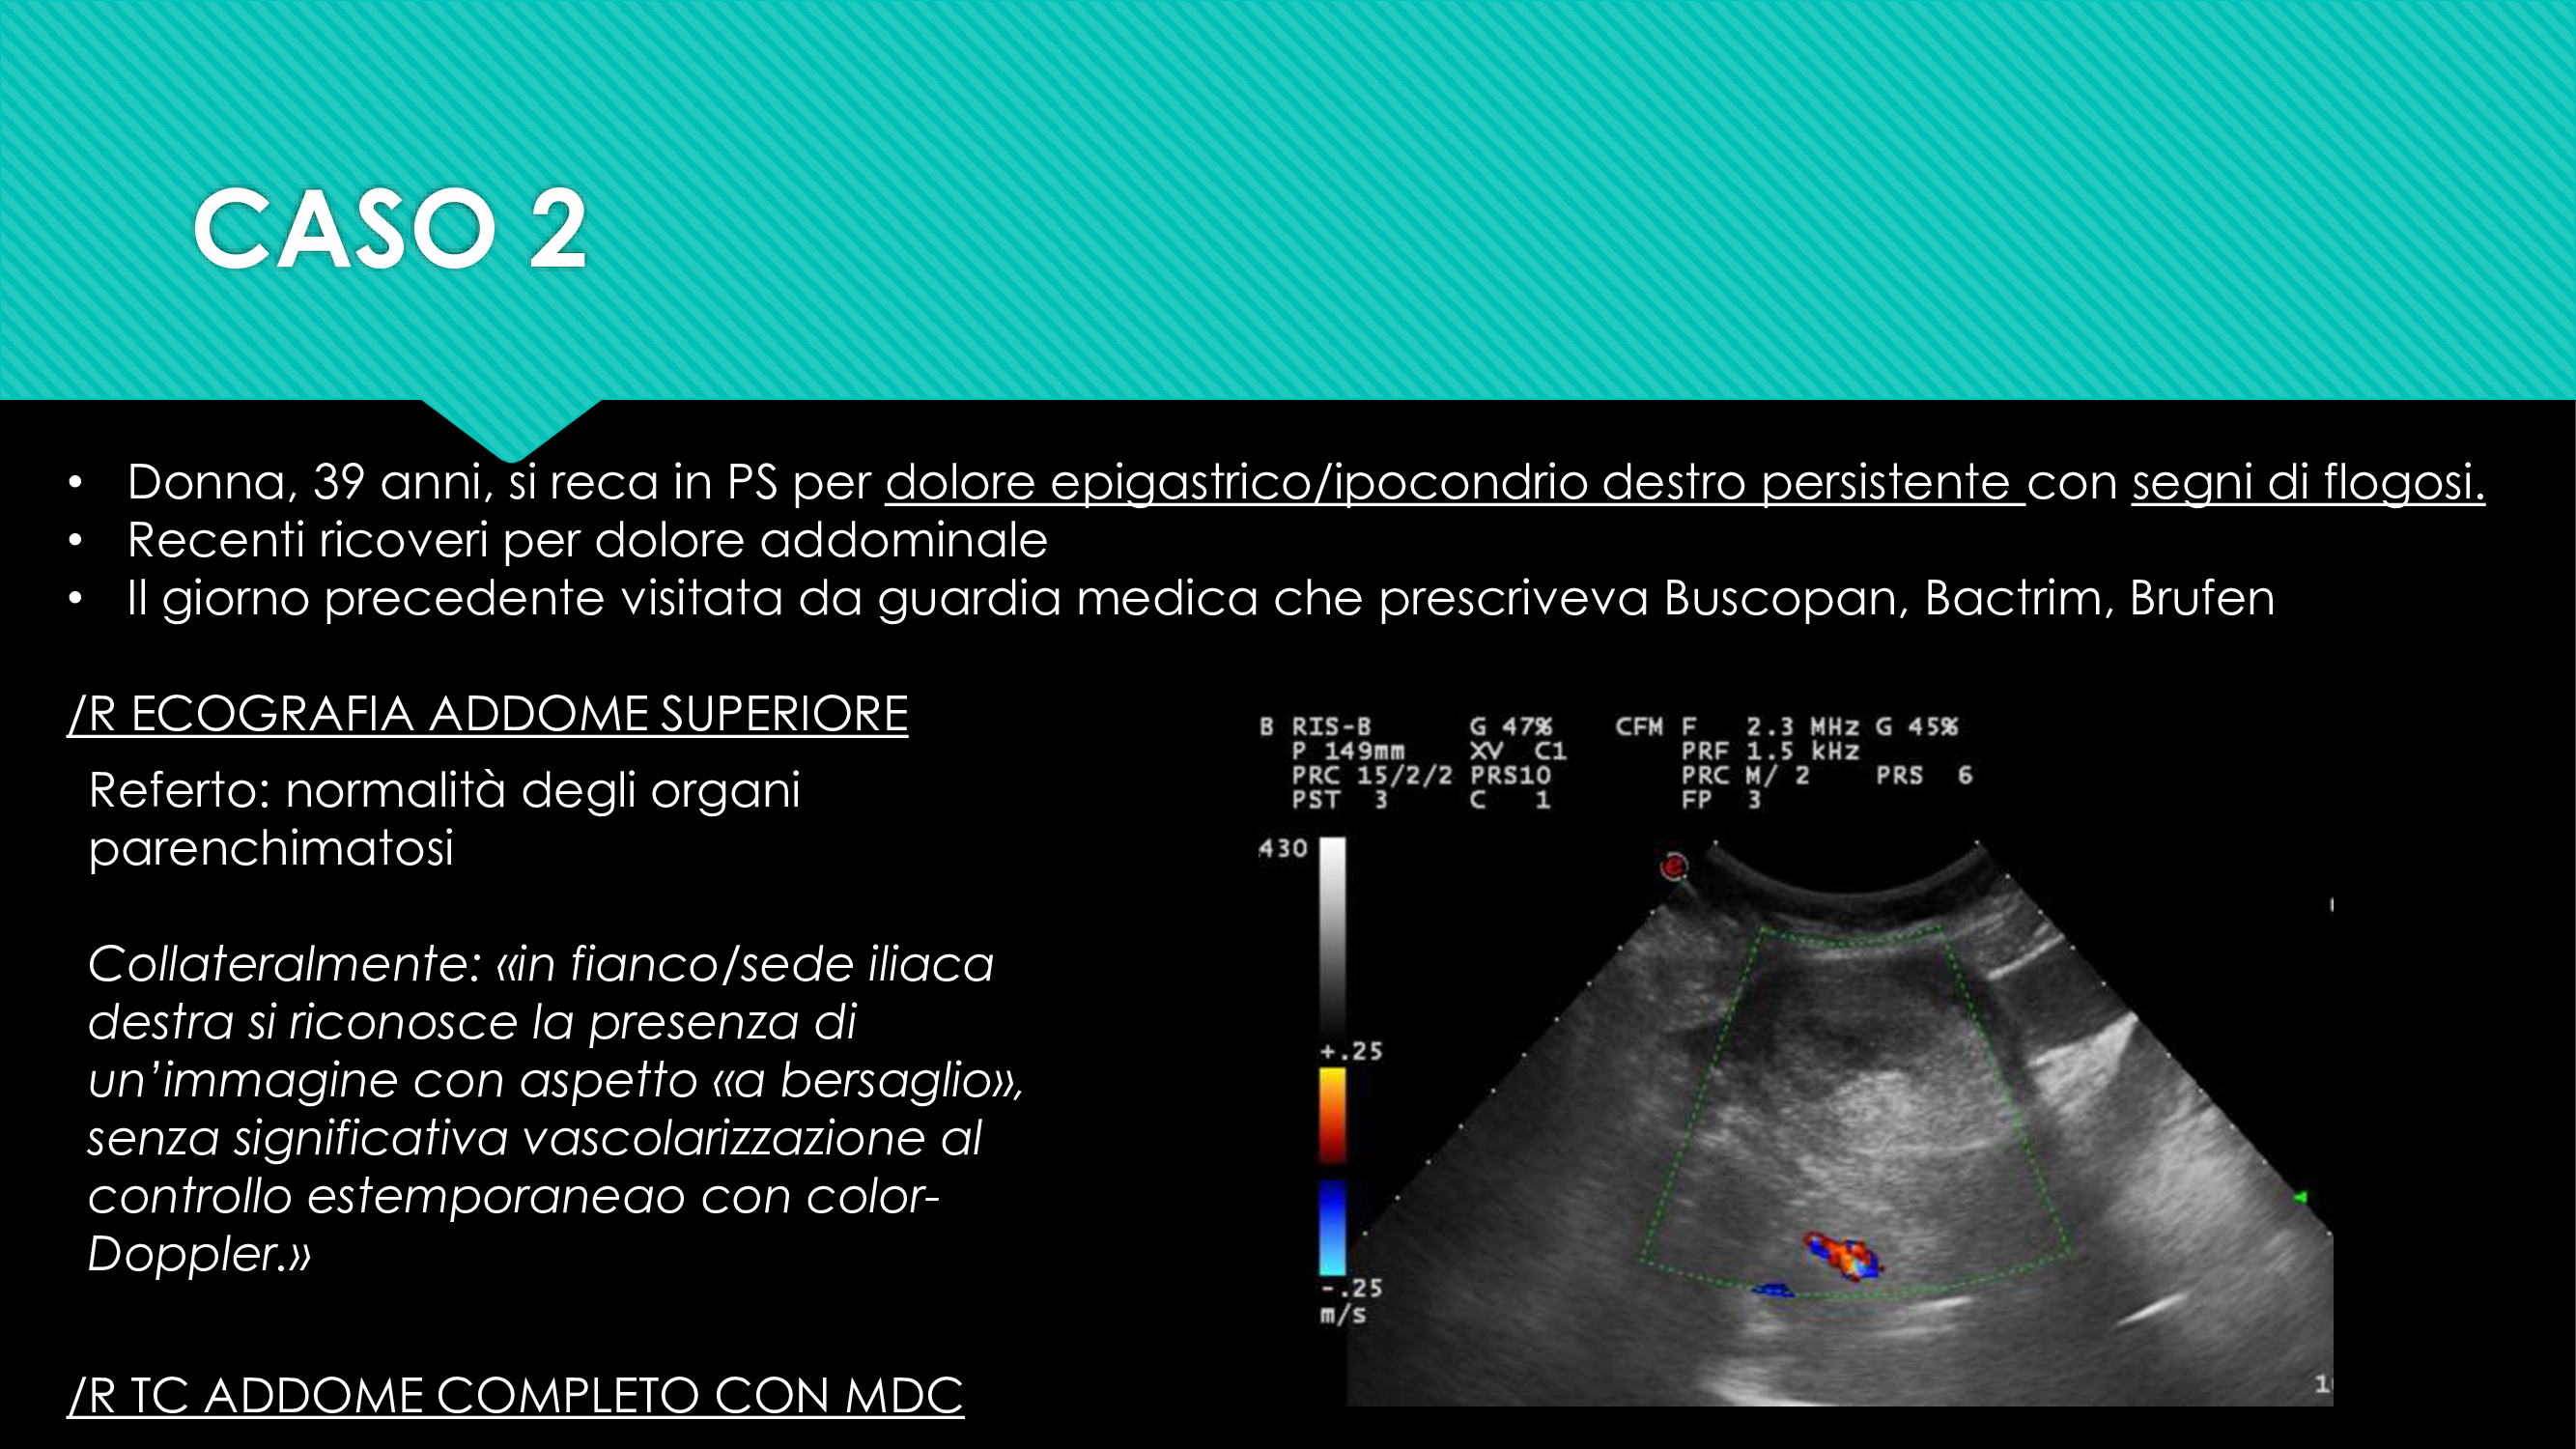 CASO 2
• Donna, 39 anni, si reca in PS per dolore epigastrico/ipocondrio destro persistente con segni di flogosi.
• Recenti ricoveri per dolore addominale
• Il giorno precedente visitata da guardia medica che prescriveva Buscopan, Bactrim, Brufen
/R ECOGRAFIA ADDOME SUPERIORE
Referto: normalità degli organi
parenchimatosi
Collateralmente: «in fianco/sede iliaca
destra si riconosce la presenza di
un’immagine con aspetto «a bersaglio»,
senza significativa vascolarizzazione al
controllo estemporaneao con color-
Doppler.»
/R TC ADDOME COMPLETO CON MDC
B RIS-B G 47% CFM F 2.3 MHz G 45%
P 149mm XV C1 PRF 1.5 kHz
PRC 15/2/2 PRS10 PRC M/ 2 PRS 6
PST 3 C 1 FP 3
430
e
+.25
-.25
m/s